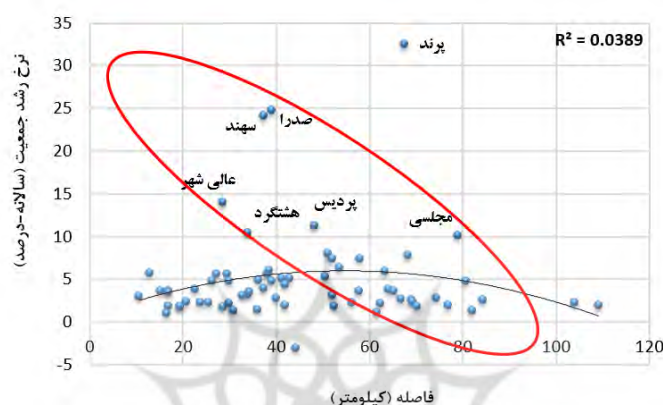 نرخ رشد جمعیت (سالانه-درصد)
35
30
25
20
15
10
5
0
-5
R² = 0.0389
پرند
صدرا
سهند
عالی شهر
هشتگرد
پردیس
مجلسی
0 20 40 60 80 100 120
فاصله (کیلومتر)